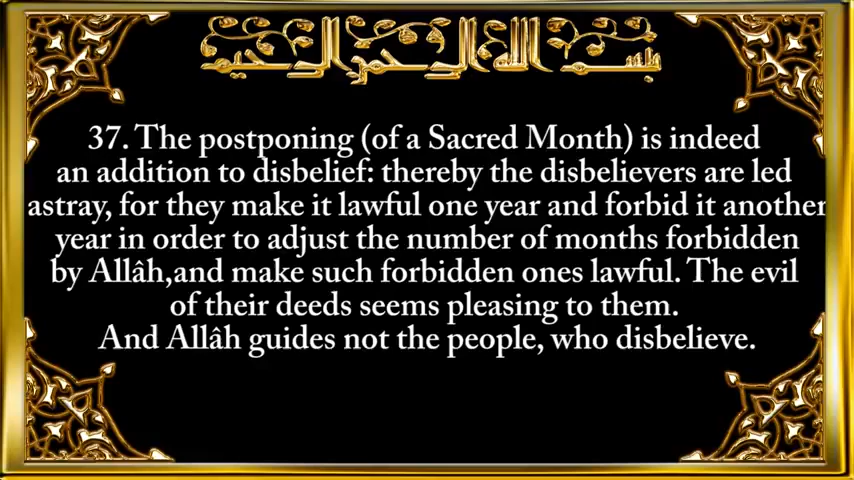 بسم الله الرحمن الرحيم
37. The postponing (of a Sacred Month) is indeed
an addition to disbelief: thereby the disbelievers are led
astray, for they make it lawful one year and forbid it another
year in order to adjust the number of months forbidden
by Allâh,and make such forbidden ones lawful. The evil
of their deeds seems pleasing to them.
And Allâh guides not the people, who disbelieve.